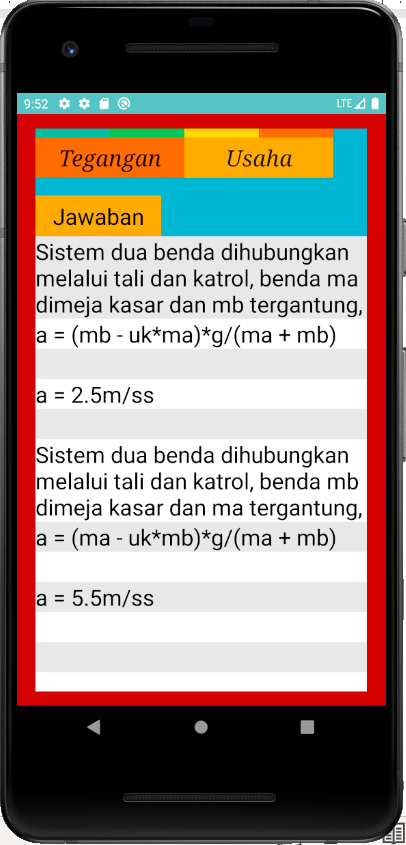 9:52
LTE
Tegangan
Usaha
Jawaban
Sistem dua benda dihubungkan
melalui tali dan katrol, benda ma
dimeja kasar dan mb tergantung,
a = (mb - uk*ma)*g/(ma + mb)
a = 2.5m/ss
Sistem dua benda dihubungkan
melalui tali dan katrol, benda mb
dimeja kasar dan ma tergantung,
a = (ma - uk*mb)*g/(ma + mb)
a = 5.5m/ss